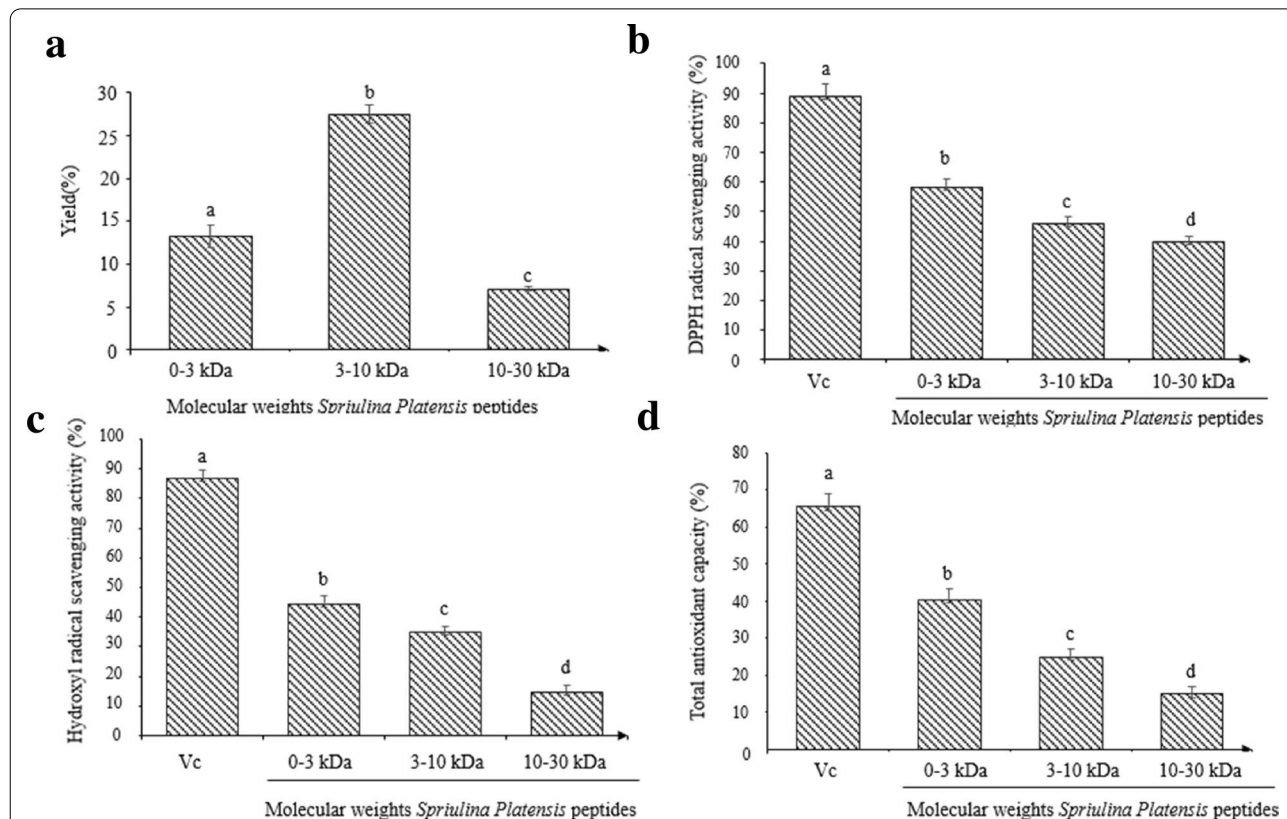 a
Yield(%)
30
25
20
15
10
5
0
a
b
c
0-3 kDa
3-10 kDa
10-30 kDa
Molecular weights Spriulina Platensis peptides
b
DPPH radical scavenging activity (%)
100
90
80
70
60
50
40
30
20
10
0
a
b
c
d
Vc
0-3 kDa
3-10 kDa
10-30 kDa
Molecular weights Spriulina Platensis peptides
c
Hydroxyl radical scavenging activity (%)
100
90
80
70
60
50
40
30
20
10
0
a
b
c
d
Vc
0-3 kDa
3-10 kDa
10-30 kDa
Molecular weights Spriulina Platensis peptides
d
Total antioxidant capacity (%)
80
70
60
50
40
30
20
10
0
a
b
c
d
Vc
0-3 kDa
3-10 kDa
10-30 kDa
Molecular weights Spriulina Platensis peptides